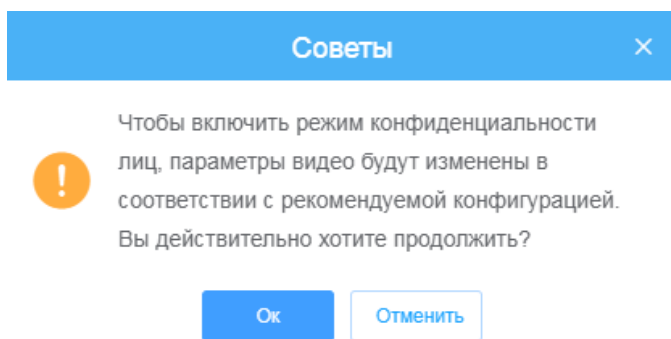 Советы
Чтобы включить режим конфиденциальности
лиц, параметры видео будут изменены в
соответствии с рекомендуемой конфигурацией.
Вы действительно хотите продолжить?
Ок
Отменить